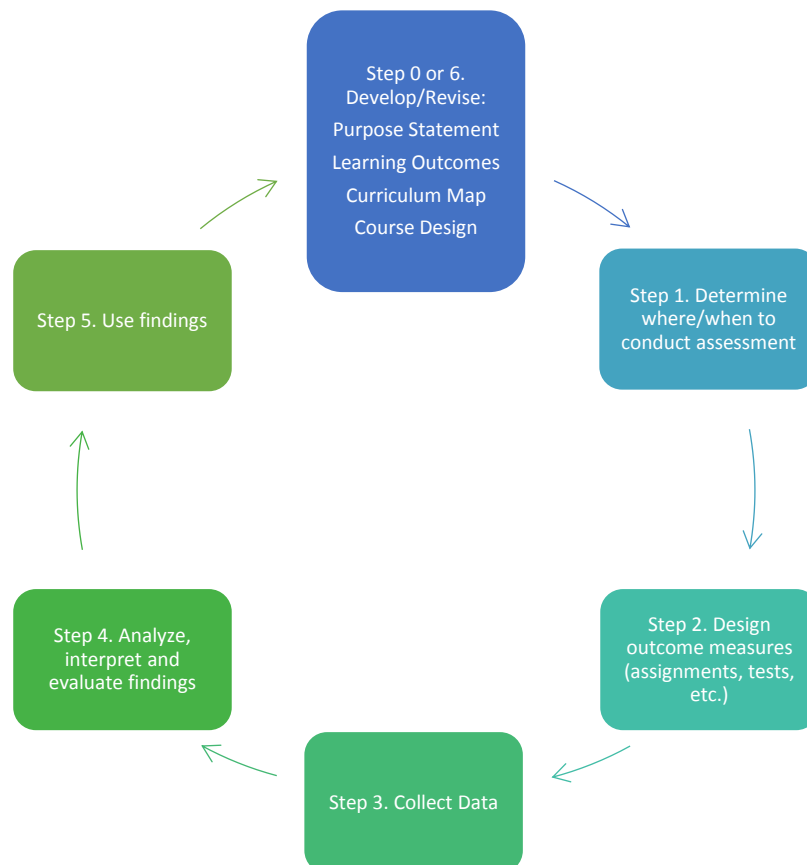 Step 0 or 6.
Develop/Revise:
Purpose Statement
Learning Outcomes
Curriculum Map
Course Design
Step 1. Determine
where/when to
conduct assessment
Step 2. Design
outcome measures
(assignments, tests,
etc.)
Step 3. Collect Data
Step 4. Analyze,
interpret and
evaluate findings
Step 5. Use findings